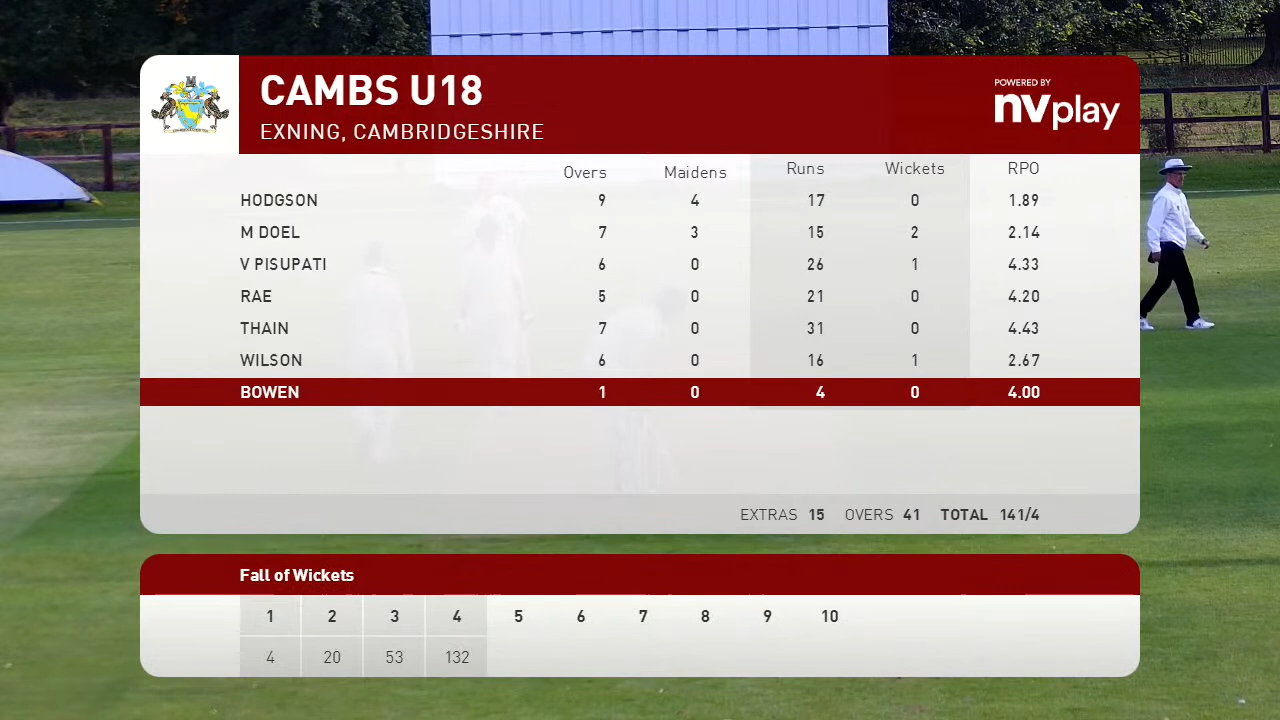 CAMBS U18
EXNING, CAMBRIDGESHIRE
POWERED BY
nvplay
Overs Maidens Runs Wickets RPO
HODGSON 9 4 17 0 1.89
M DOEL 7 3 15 2 2.14
V PISUPATI 6 0 26 1 4.33
RAE 5 0 21 0 4.20
THAIN 7 0 31 0 4.43
WILSON 6 0 16 1 2.67
BOWEN 1 0 4 0 4.00
EXTRAS 15 OVERS 41 TOTAL 141/4
Fall of Wickets
1 2 3 4 5 6 7 8 9 10
4 20 53 132